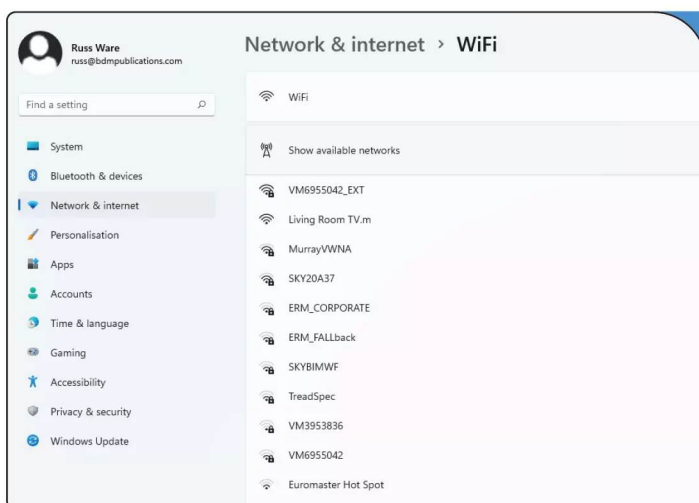 Russ Ware
russ@bdmpublications.com
Find a setting
System
Bluetooth & devices
Network & internet
Personalisation
Apps
Accounts
Time & language
Gaming
Accessibility
Privacy & security
Windows Update
Network & internet > WiFi
WiFi
Show available networks
VM6955042_EXT
Living Room TV.m
MurrayVWNA
SKY20A37
ERM_CORPORATE
ERM_FALLback
SKYBIMWF
TreadSpec
VM3953836
VM6955042
Euromaster Hot Spot